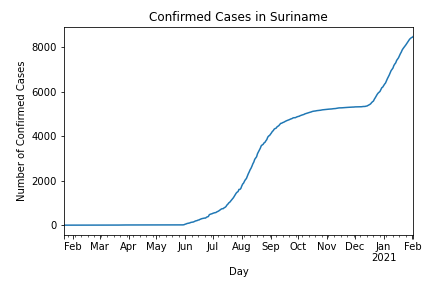 Confirmed Cases in Suriname
Number of Confirmed Cases
8000
6000
4000
2000
0
Feb Mar Apr May Jun Jul Aug Sep Oct Nov Dec Jan Feb
2021
Day